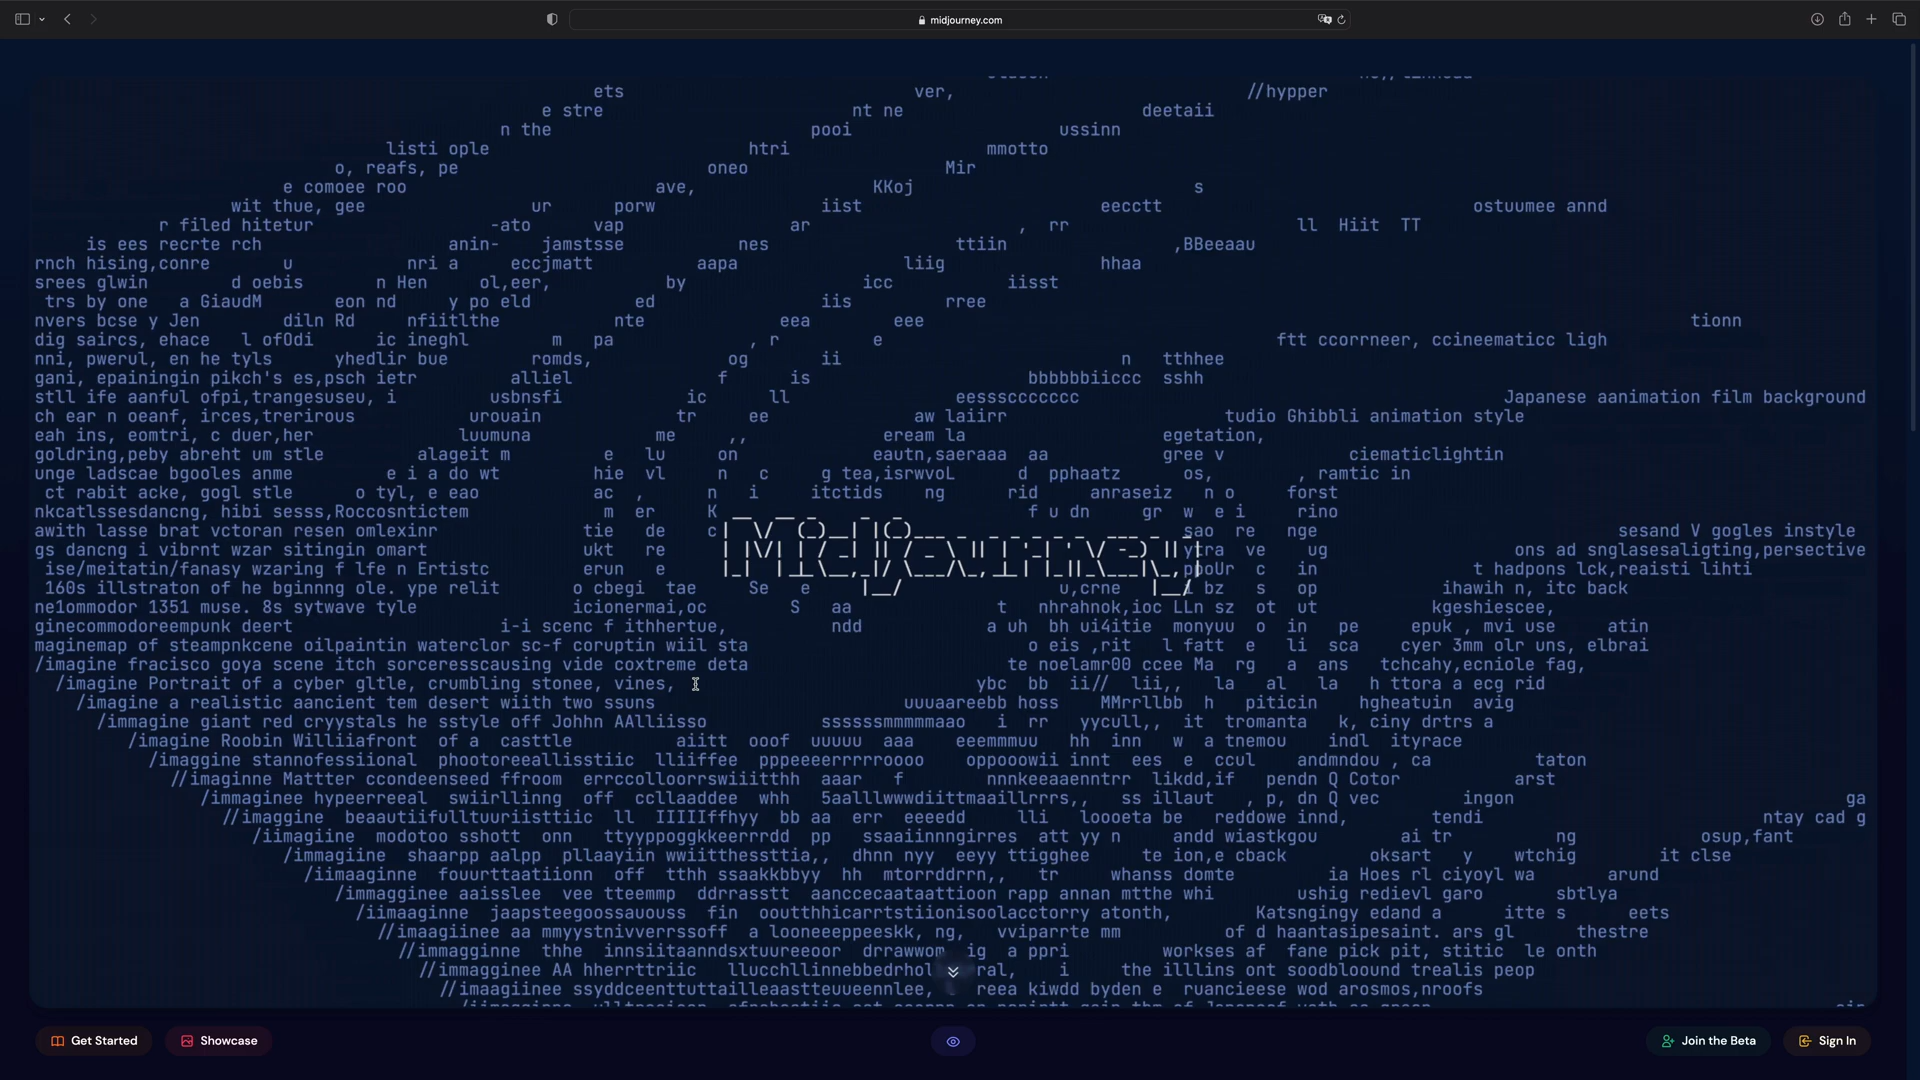 midjourney.com
ets ver, //hypper
e stre nt ne deetaii
n the pooi ussinn
listi ople htri mmotto
o, reafs, pe oneo Mir
e comoee roo ave, KKoj s
wit thue, gee ur porw iist eecctt ostuumee annd
r filed hitetur -ato vap ar , rr ll Hiit TT
is ees recrte rch anin- jamstsse nes ttiin ,BBeeaau
rnch hising,conre u nri a eccjmatt aapa liig hhaa
srees glwin d oebis n Hen ol,eer, by icc iisst
trs by one a GiaudM eon nd y po eld ed iis rree
nvers bcse y Jen diln Rd nfiitlthe nte eea eee tionn
dig saircs, ehace l ofOdi ic ineghl m pa , r e ftt ccorrneer, ccineematicc ligh
nni, pwerul, en he tyls yhedlir bue romds, og ii n tthhee
gani, epainingin pikch's es,psch ietr alliel f is bbbbbbiiccc sshh
stll ife aanful ofpi,trangesuseu, i usbnsfi ic ll eesssccccccc Japanese aanimation film background
ch ear n oeanf, irces,trerirous urouain tr ee aw laiirr tudio Ghibbli animation style
eah ins, eomtri, c duer,her luumuna me ,, eream la egetation,
goldring,peby abreht um stle alageit m e lu on eautn,saeraaa aa gree v ciematiclightin
unge ladscae bgooles anme e i a do wt hie vl n c g tea,isrwvoL d pphaatz os, , ramtic in
ct rabit acke, gogl stle o tyl, e eao ac , n i itctids ng rid anraseiz n o forst
nkcatlssesdancng, hibi sesss,Roccosntictem m er K f u dn gr w e i rino
awith lasse brat vctoran resen omlexinr tie de c sao re nge sesand V gogles instyle
Midjourney
gs dancng i vibrnt wzar sitingin omart ukt re ytra ve ug ons ad snglasesaligting,persective
ise/meitatin/fanasy wzaring f lfe n Ertistc erun e ppoUr c in t hadpons lck,reaisti lihti
160s illustraton of he bginnng ole. ype relit o cbegi tae Se e u,crne i bz s op ihawih n, itc back
ne1ommodor 1351 muse. 8s sytwave tyle icionermai,oc S aa t nhrahnok,ioc LLn sz ot ut kgeshiescee,
ginecommodoreempunk deert i-i scenc f ithhertue, ndd a uh bh ui4itie monyuu o in pe epuk , mvi use atin
maginemap of steampnkcene oilpaintin waterclor sc-f coruptin wiil sta o eis ,rit l fatt e li sca cyer 3mm olr uns, elbrai
/imagine fracisco goya scene itch sorceresscausing vide coxtreme deta te noelamr00 ccee Ma rg a ans tchcahy,ecniole fag,
/imagine Portrait of a cyber gltle, crumbling stonee, vines, ybc bb ii// lii,, la al la h ttora a ecg rid
/imagine a realistic aancient tem desert wiith two ssuns uuuaareebb hoss MMrrllbb h piticin hgheatuin avig
/immagine giant red cryystals he sstyle off Johhn AAlliisso ssssssmmmmaao i rr yycull,, it tromanta k, ciny drtrs a
/imagine Roobin Williiafront of a casttle aiitt ooof uuuuu aaa eeemmmuu hh inn w a tnemou indl ityrace
/imaggine stannofessiional phootoreeallisstiic lliiffee pppeeeerrrrroooo oppooowii innt ees e ccul andmndou , ca taton
//imaginne Mattter ccondeenseed ffroom errccolloorrswiiitthh aaar f nnnkeeaaenntrr likdd,if pendn Q Cotor arst
/immaginee hypeerreeal swiirllinng off ccllaaddee whh 5aalllwwwdiittmaaillrrrs,, ss illaut , p, dn Q vec ingon ga
//imaggine beaautiifulltuuriisttiic ll IIIIIffhyy bb aa err eeeedd lli loooeta be reddowe innd, tendi ntay cad g
/iimagiine modotoo sshott onn ttyyppoggkkeerrrdd pp ssaaiinnngirres att yy n andd wiastkgou ai tr ng osup,fant
/immagiine shaarpp aalpp pllaayiin wwiitthessttia,, dhnn nyy eeyy ttigghee te ion,e cback oksart y wtchig it clse
/iimaaginne fouurttaatiionn off tthh ssaakkbbyy hh mtorrddrrn,, tr whanss domte ia Hoes rl ciyoyl wa arund
/immagginee aaisslee vee tteemmp ddrrasstt aanccecaataattioon rapp annan mtthe whi ushig redievl garo sbtlya
/iimaaginne jaapsteegoossavouss fin ooutthhicarrtstiionisoolacctorry atonth, Katsngingy edand a itte s eets
//imaagiinee aa mmyystnivverrssoff a looneeeppeeskk, ng, vviparrte mm of d haantasipesaint. ars gl thestre
//immagginne thhe innsiitaanndsxtuureeoor drrawwom ig a ppri workses af fane pick pit, stitic le onth
//immagginee AA hherrttriic llucchllinnebbedrhol ral, i the illlins ont soodbloound trealis peop
//imaagiinee ssyddceenttuttailleaastteuueennlee, reea kiwdd byden e ruancieese wod arosmos,nroofs
Get Started
Showcase
Join the Beta
Sign In